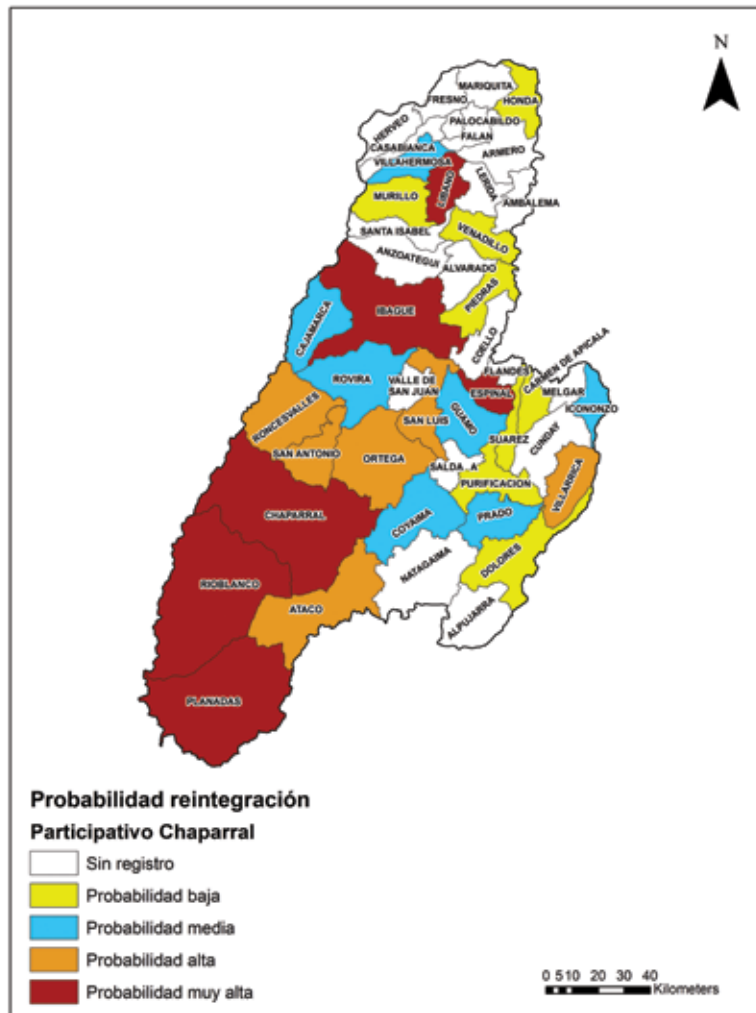 N
MARIQUITA
FRESNO
HONDA
HERVEO
PALOCABILDO
FALAN
CASABIANCA
ARMERO
VILLAHERMOSA
LIBANO
LERIDA
MURILLO
AMBALEMA
SANTA ISABEL
VENADILLO
ANZOATEGUI
ALVARADO
PIEDRAS
IBAGUE
CAJAMARCA
COELLO
ROVIRA
VALLE DE
SAN JUAN
FLANDES
CARMEN DE APICALA
MELGAR
ESPINAL
ICONONZO
RONCESVALLES
SAN LUIS
GUAMO
SUAREZ
CUNDAY
SAN ANTONIO
ORTEGA
SALDA..A
PURIFICACION
VILLARRICA
CHAPARRAL
COYAIMA
PRADO
NATAGAIMA
DOLORES
RIOBLANCO
ATACO
ALPUJARRA
PLANADAS
Probabilidad reintegración
Participativo Chaparral
Sin registro
Probabilidad baja
Probabilidad media
Probabilidad alta
Probabilidad muy alta
0 5 10 20 30 40
Kilometers